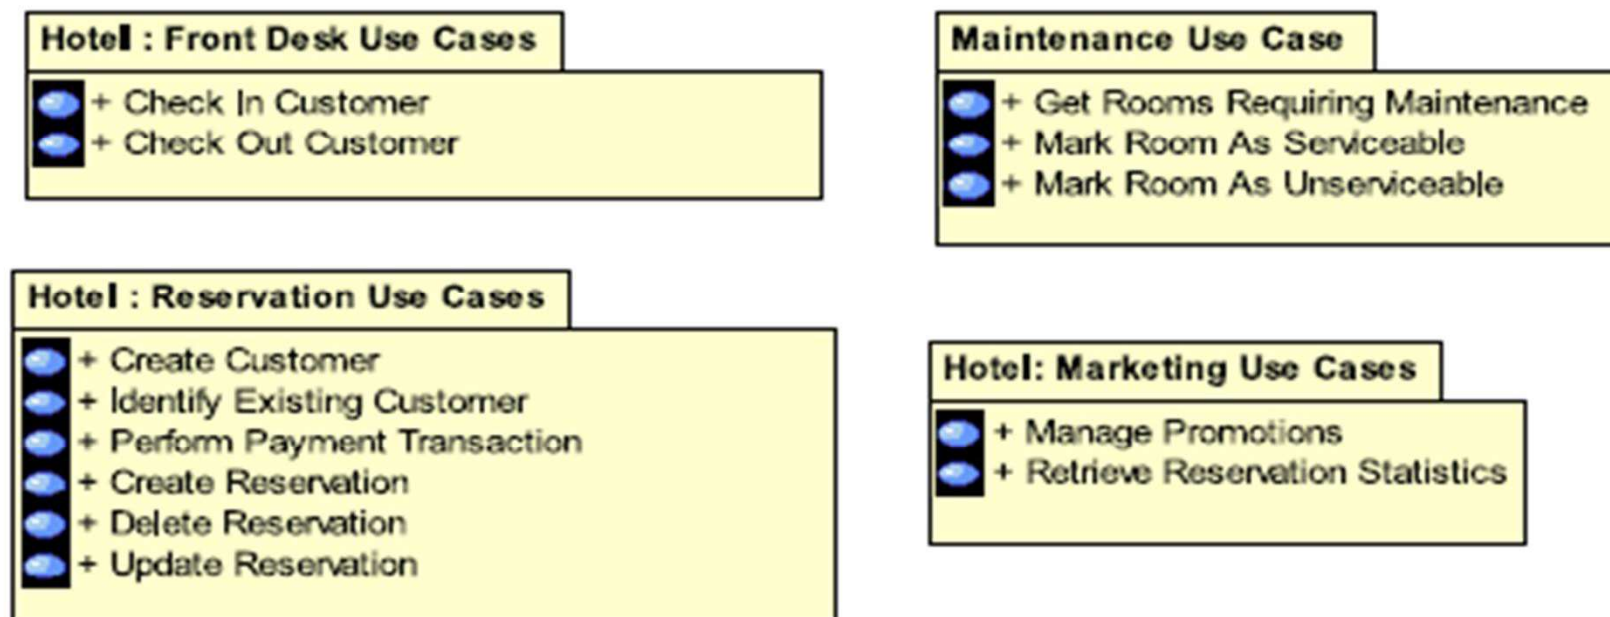 Hotel : Front Desk Use Cases
+ Check In Customer
+ Check Out Customer
Maintenance Use Case
+ Get Rooms Requiring Maintenance
+ Mark Room As Serviceable
+ Mark Room As Unserviceable
Hotel : Reservation Use Cases
+ Create Customer
+ Identify Existing Customer
+ Perform Payment Transaction
+ Create Reservation
+ Delete Reservation
+ Update Reservation
Hotel: Marketing Use Cases
+ Manage Promotions
+ Retrieve Reservation Statistics